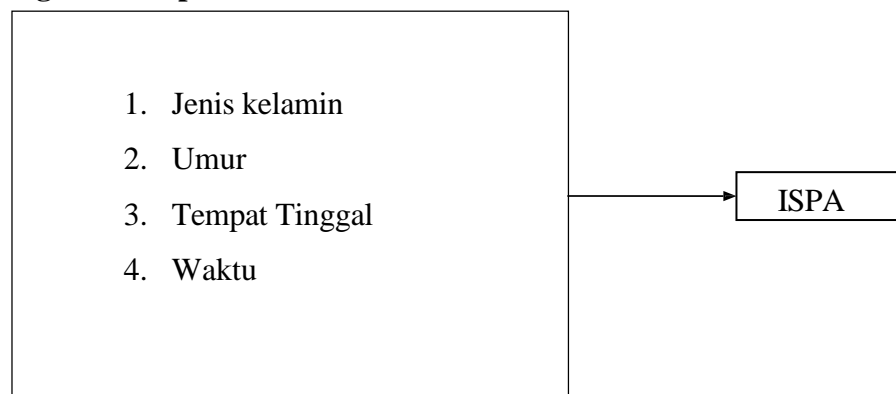 1. Jenis kelamin
2. Umur
3. Tempat Tinggal
4. Waktu
ISPA